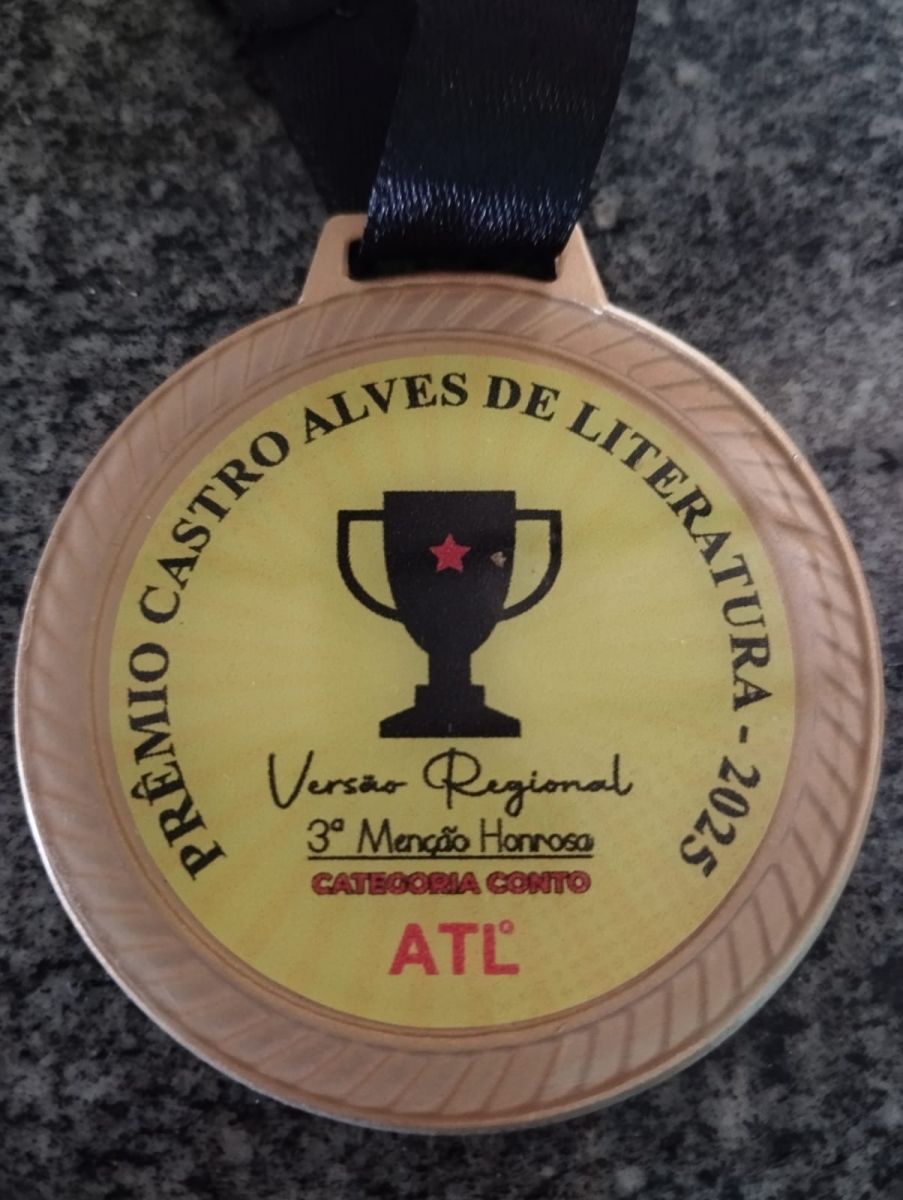 PRÊMIO CASTRO ALVES DE LITERATURA - 2025
Versão Regional
3ª Menção Honrosa
CATEGORIA CONTO
ATL°